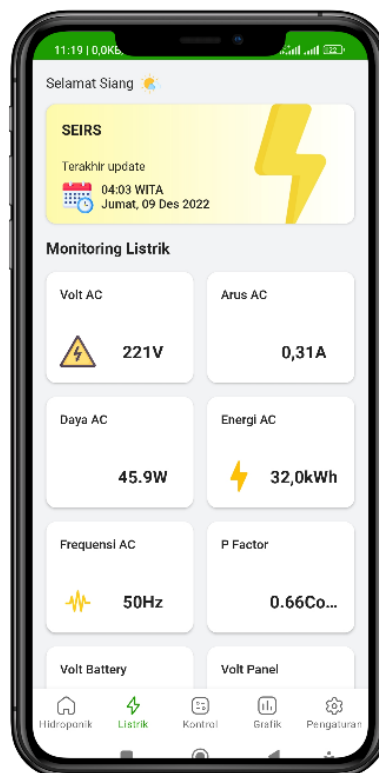 11:19 | 0,0KB
Selamat Siang
SEIRS
Terakhir update
04:03 WITA
Jumat, 09 Des 2022
Monitoring Listrik
Volt AC
Arus AC
221V
0,31A
Daya AC
Energi AC
45.9W
32,0kWh
Frequensi AC
P Factor
50Hz
0.66Co...
Volt Battery
Volt Panel
Hidroponik
Listrik
Kontrol
Grafik
Pengaturan